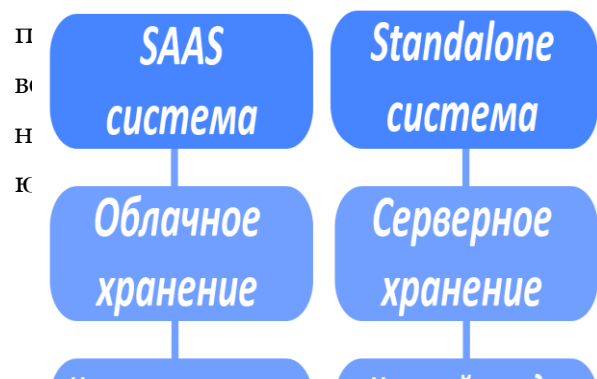 SAAS
система
Standalone
система
Облачное
хранение
Серверное
хранение